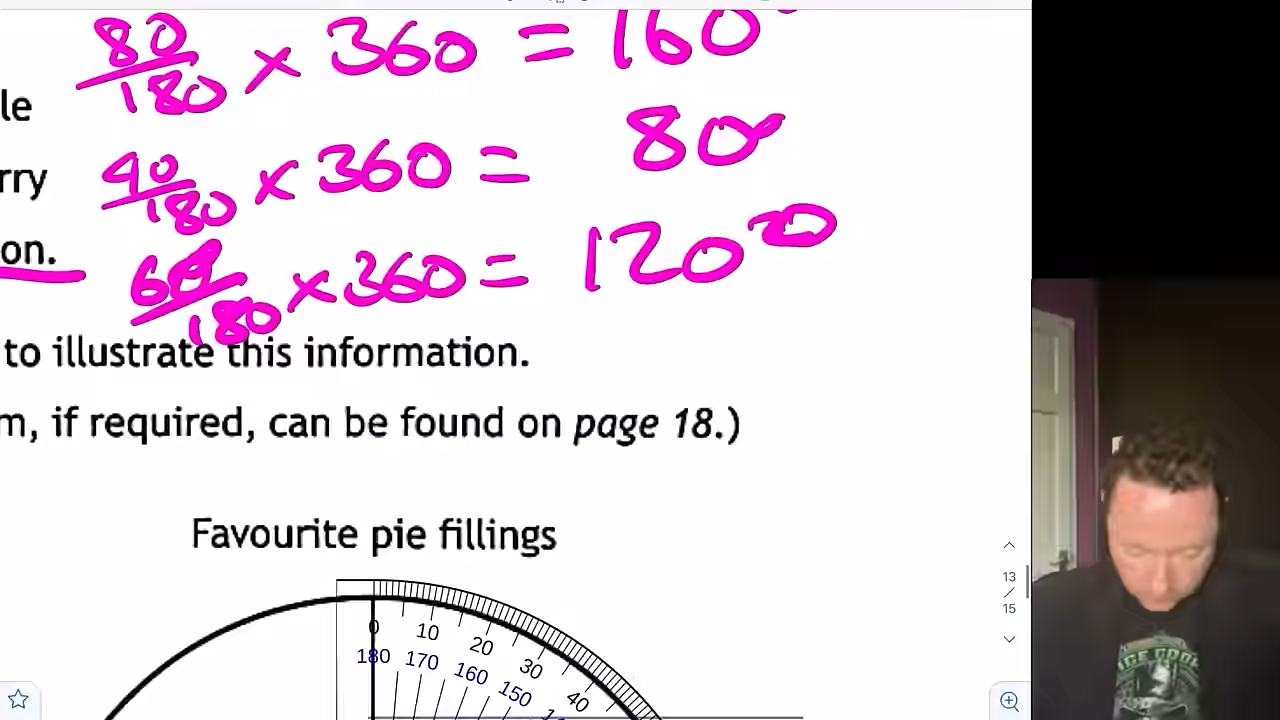 80/180 × 360 = 160°
le
40/180 × 360 = 80°
rry
60/180 × 360 = 120°
on.
to illustrate this information.
m, if required, can be found on page 18.)
Favourite pie fillings
0 10 20 30 40
180 170 160 150
13
/
15